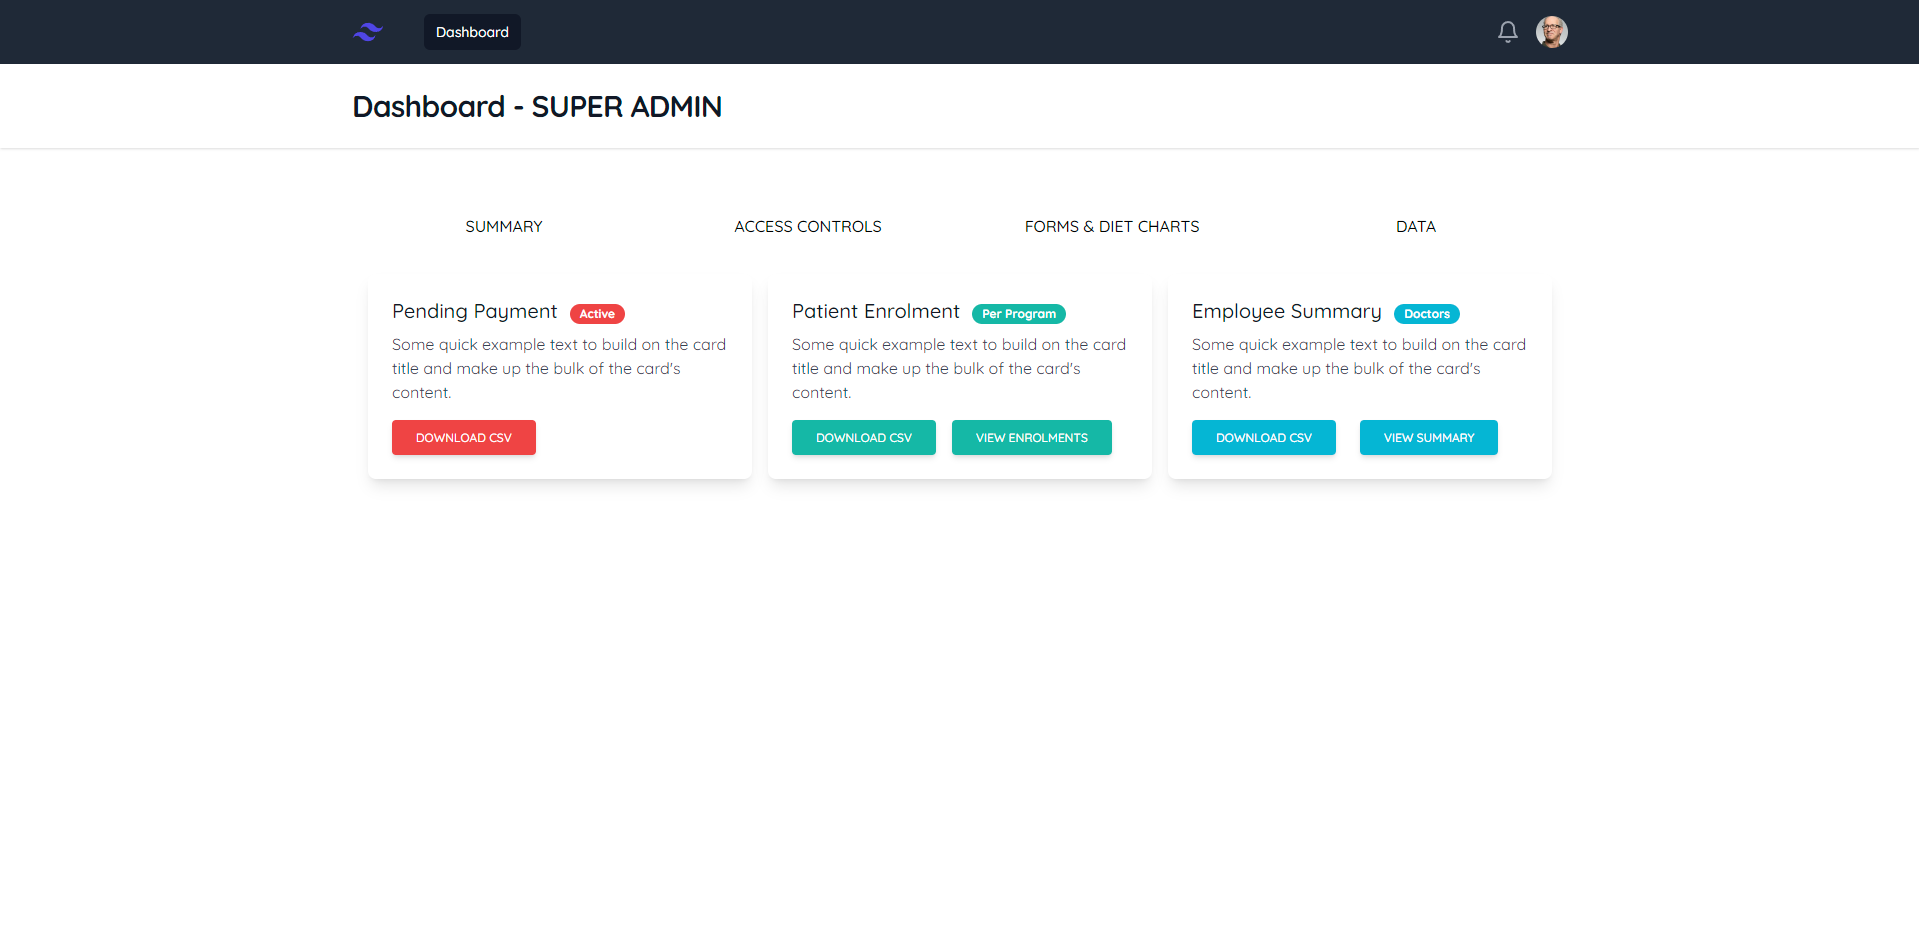 Dashboard
Dashboard - SUPER ADMIN
SUMMARY
ACCESS CONTROLS
FORMS & DIET CHARTS
DATA
Pending Payment Active
Some quick example text to build on the card
title and make up the bulk of the card's
content.
DOWNLOAD CSV
Patient Enrolment Per Program
Some quick example text to build on the card
title and make up the bulk of the card's
content.
DOWNLOAD CSV VIEW ENROLMENTS
Employee Summary Doctors
Some quick example text to build on the card
title and make up the bulk of the card's
content.
DOWNLOAD CSV VIEW SUMMARY